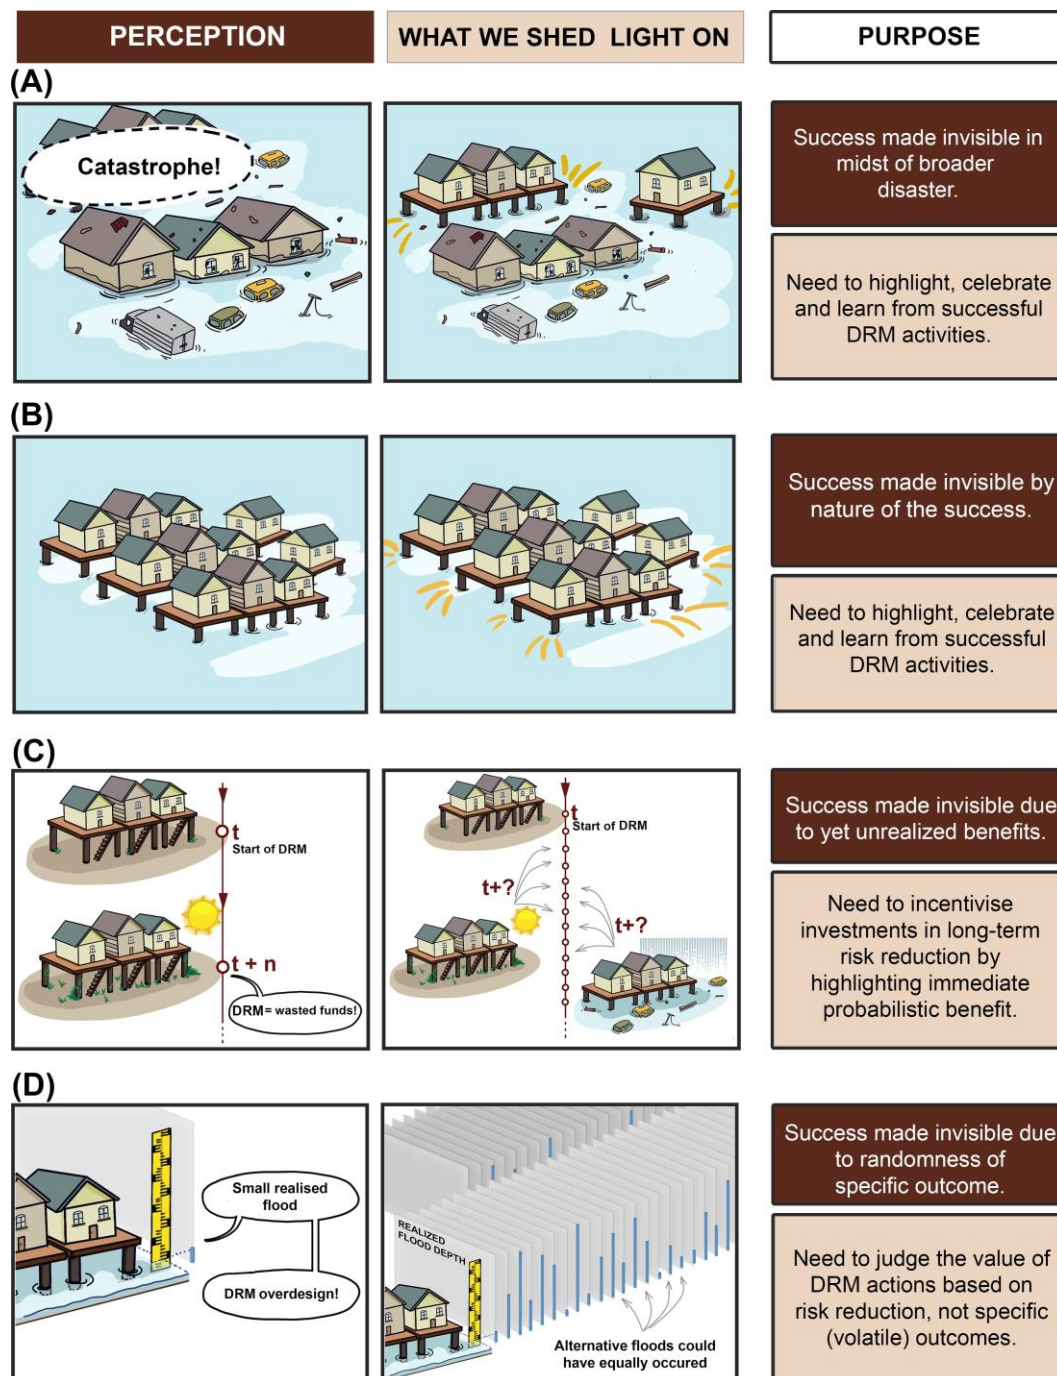 PERCEPTION
WHAT WE SHED LIGHT ON
PURPOSE
(A)
Catastrophe!
Success made invisible in
midst of broader
disaster.
Need to highlight, celebrate
and learn from successful
DRM activities.
(B)
Success made invisible by
nature of the success.
Need to highlight, celebrate
and learn from successful
DRM activities.
(C)
t
Start of DRM
t + n
DRM= wasted funds!
t
Start of DRM
t+?
t+?
Success made invisible due
to yet unrealized benefits.
Need to incentivise
investments in long-term
risk reduction by
highlighting immediate
probabilistic benefit.
(D)
Small realised
flood
DRM overdesign!
REALIZED
FLOOD DEPTH
Alternative floods could
have equally occured
Success made invisible due
to randomness of
specific outcome.
Need to judge the value of
DRM actions based on
risk reduction, not specific
(volatile) outcomes.